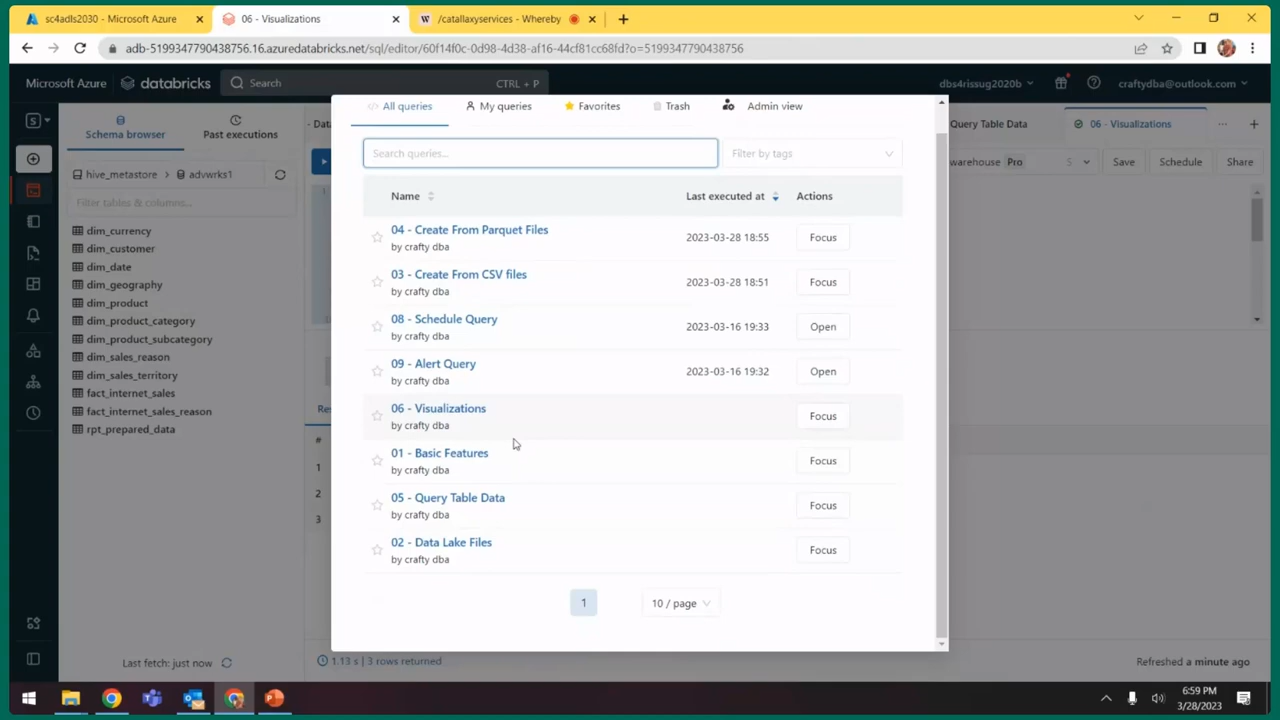 sc4adls2030 - Microsoft Azure
06 - Visualizations
/catallaxyservices - Whereby
adb-5199347790438756.16.azuredatabricks.net/sql/editor/60f14f0c-0d98-4d38-af16-44cf81cc68fd?o=5199347790438756
Microsoft Azure
databricks
Search
CTRL + P
dbs4rissug2020b
craftydba@outlook.com
S
Schema browser
Past executions
- Dat
All queries
My queries
Favorites
Trash
Admin view
Query Table Data
06 - Visualizations
Search queries...
Filter by tags
warehouse Pro
S
Save
Schedule
Share
hive_metastore
advwrks1
Filter tables & columns...
Name
Last executed at
Actions
dim_currency
dim_customer
dim_date
dim_geography
dim_product
dim_product_category
dim_product_subcategory
dim_sales_reason
dim_sales_territory
fact_internet_sales
fact_internet_sales_reason
rpt_prepared_data
04 - Create From Parquet Files
by crafty dba
2023-03-28 18:55
Focus
03 - Create From CSV files
by crafty dba
2023-03-28 18:51
Focus
08 - Schedule Query
by crafty dba
2023-03-16 19:33
Open
09 - Alert Query
by crafty dba
2023-03-16 19:32
Open
06 - Visualizations
by crafty dba
Focus
01 - Basic Features
by crafty dba
Focus
05 - Query Table Data
by crafty dba
Focus
02 - Data Lake Files
by crafty dba
Focus
Res
#
1
2
3
1
10 / page
Last fetch: just now
1.13 s | 3 rows returned
Refreshed a minute ago
6:59 PM
3/28/2023